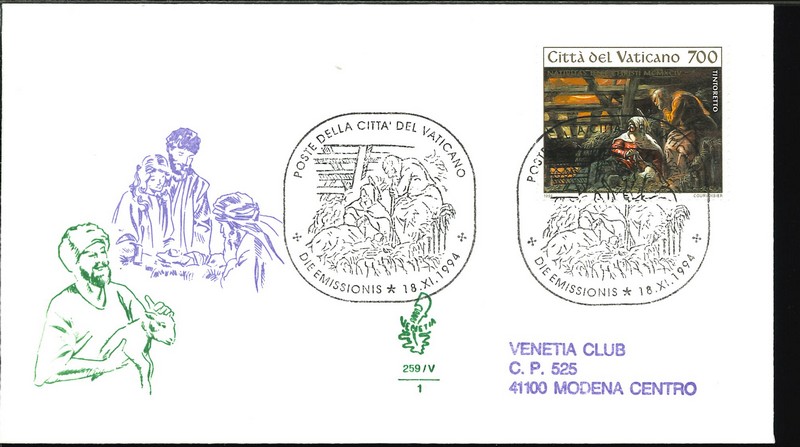 Città del Vaticano 700
TINTORETTO
POSTE DELLA CITTA' DEL VATICANO
DIE EMISSIONIS * 18.XI.1994
DIE EMISSIONIS * 18.XI.1994
VENETIA
259/V
1
VENETIA CLUB
C. P. 525
41100 MODENA CENTRO